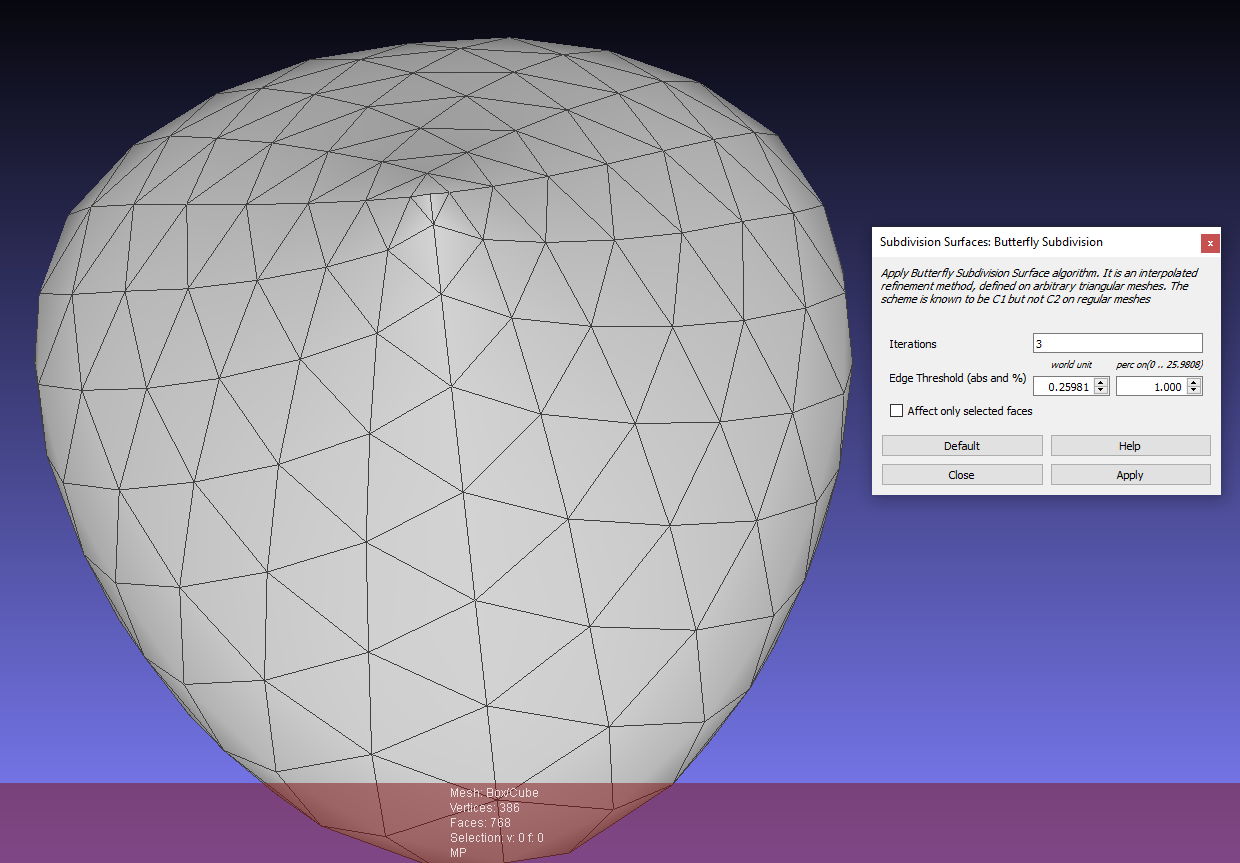 Subdivision Surfaces: Butterfly Subdivision
x
Apply Butterfly Subdivision Surface algorithm. It is an interpolated
refinement method, defined on arbitrary triangular meshes. The
scheme is known to be C1 but not C2 on regular meshes
Iterations
3
world unit
perc on(0 .. 25.9808)
Edge Threshold (abs and %)
0.25981
1.000
Affect only selected faces
Default
Help
Close
Apply
Mesh: Box/Cube
Vertices: 386
Faces: 768
Selection: v: 0 f: 0
MP